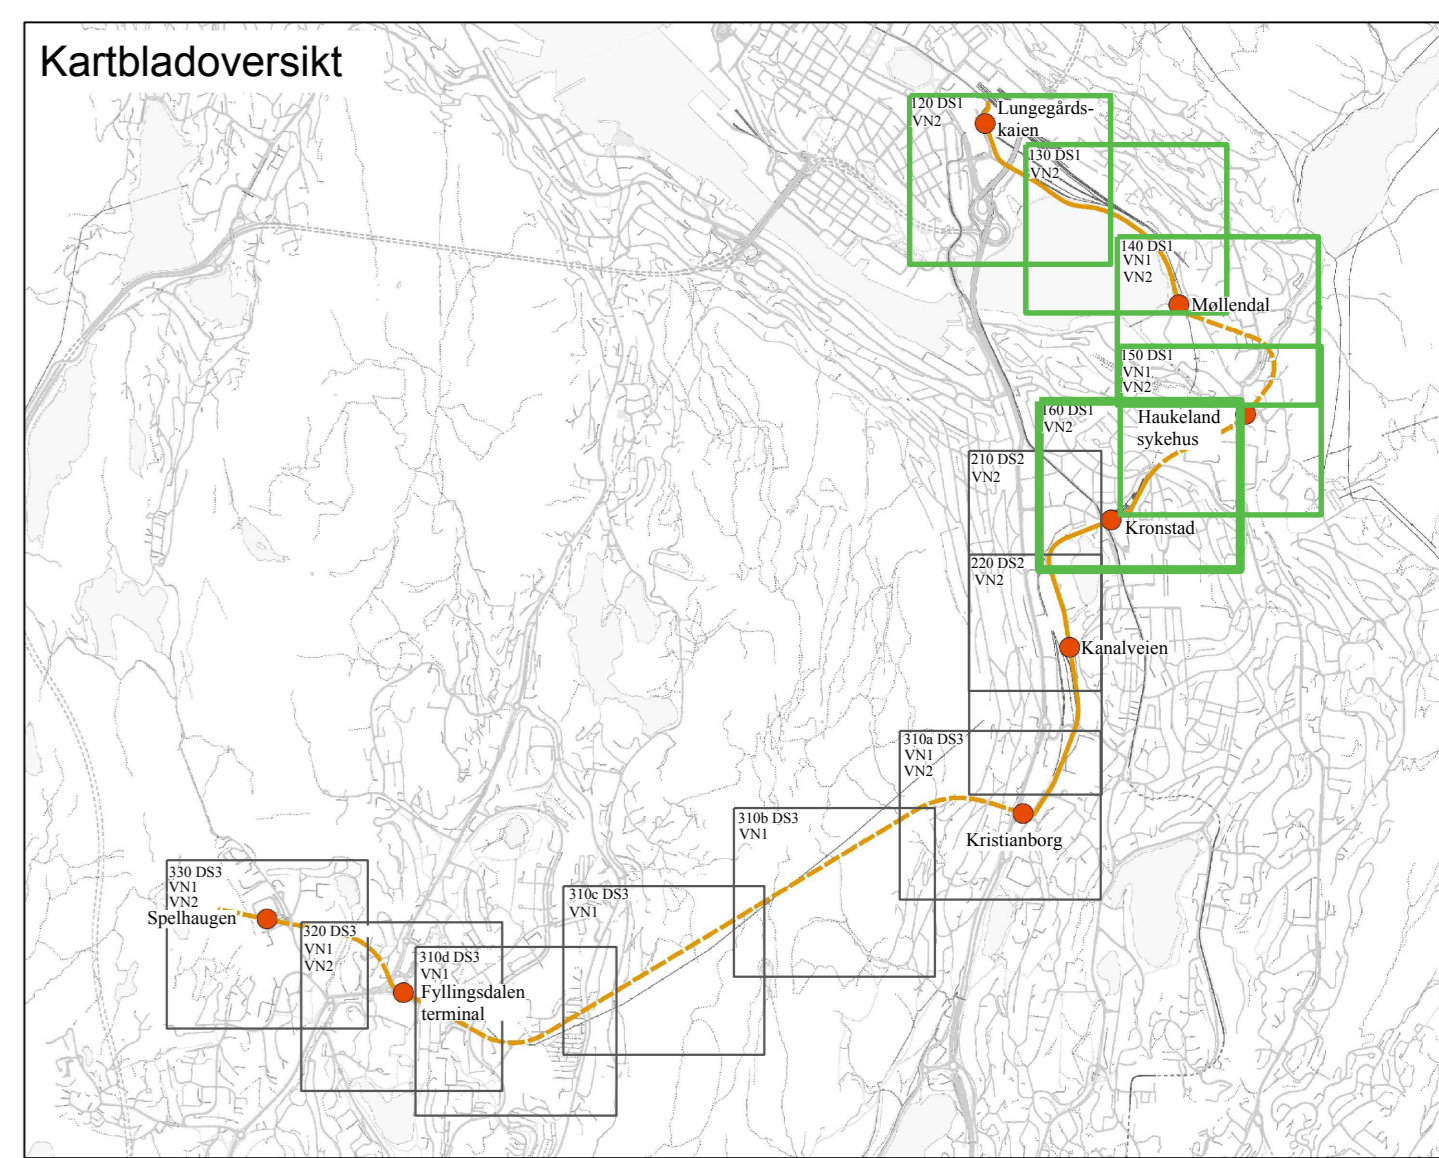 Kartbladoversikt
120 DS1
VN2
Lungegårds-
kaien
130 DS1
VN2
140 DS1
VN1
VN2
Møllendal
150 DS1
VN1
VN2
160 DS1
VN2
Haukeland
sykehus
210 DS2
VN2
Kronstad
220 DS2
VN2
Kanalveien
310a DS3
VN1
VN2
310b DS3
VN1
Kristianborg
330 DS3
VN1
VN2
Spelhaugen
310c DS3
VN1
320 DS3
VN1
VN2
310d DS3
VN1
Fyllingsdalen
terminal